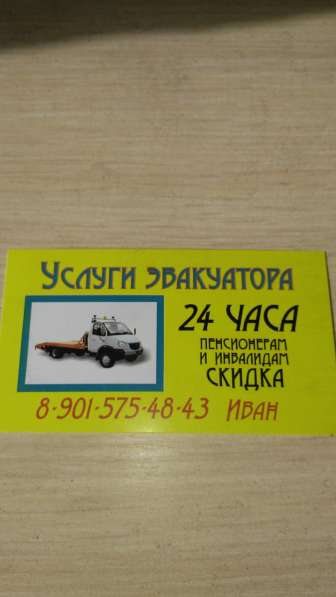 Услуги эвакуатора
24 ЧАСА
ПЕНСИОНЕРАМ
И ИНВАЛИДАМ
СКИДКА
8-901-575-48-43 Иван